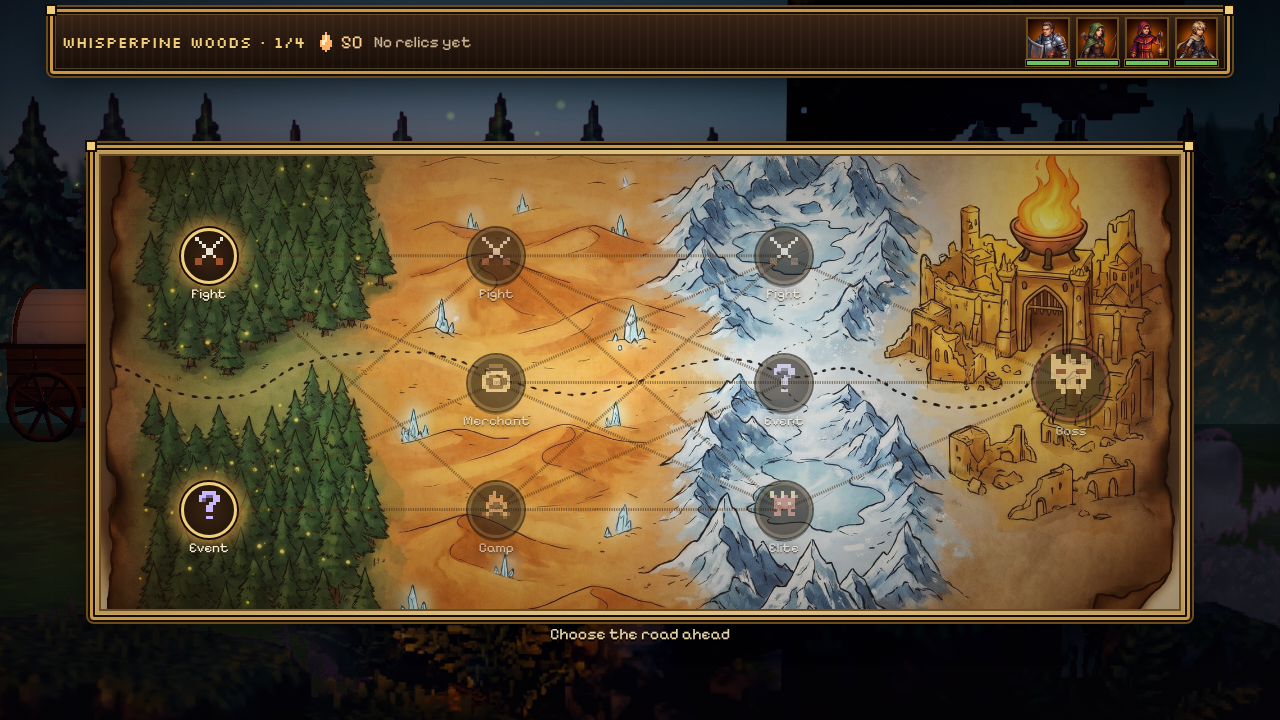 WHISPERPINE WOODS · 1/4 80 No relics yet
Fight Fight Fight
Merchant Event Boss
Event Camp Elite
Choose the road ahead